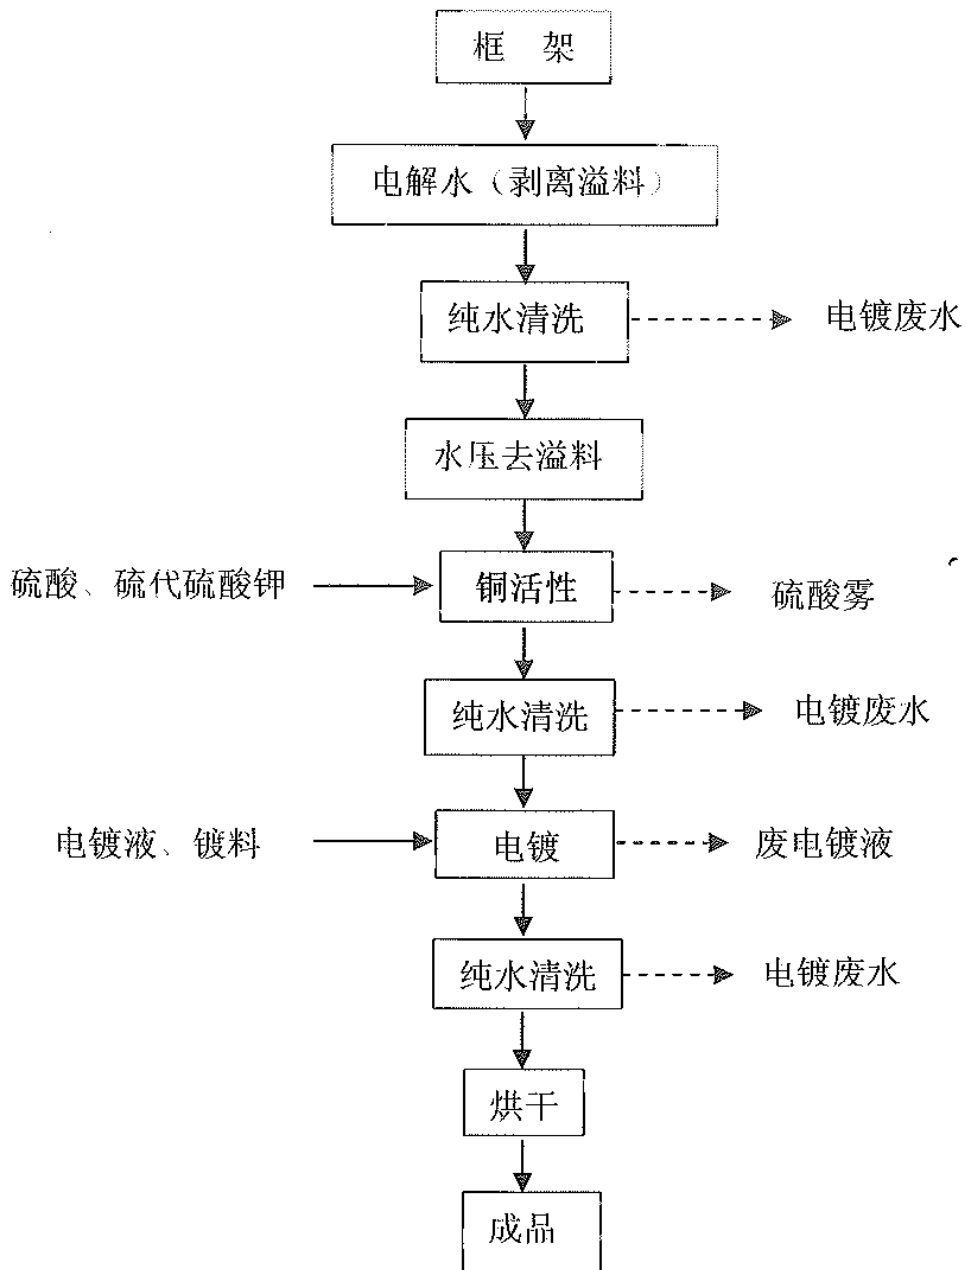 框 架
电解水（剥离溢料）
纯水清洗
电镀废水
水压去溢料
硫酸、硫代硫酸钾
铜活性
硫酸雾
纯水清洗
电镀废水
电镀液、镀料
电镀
废电镀液
纯水清洗
电镀废水
烘干
成品